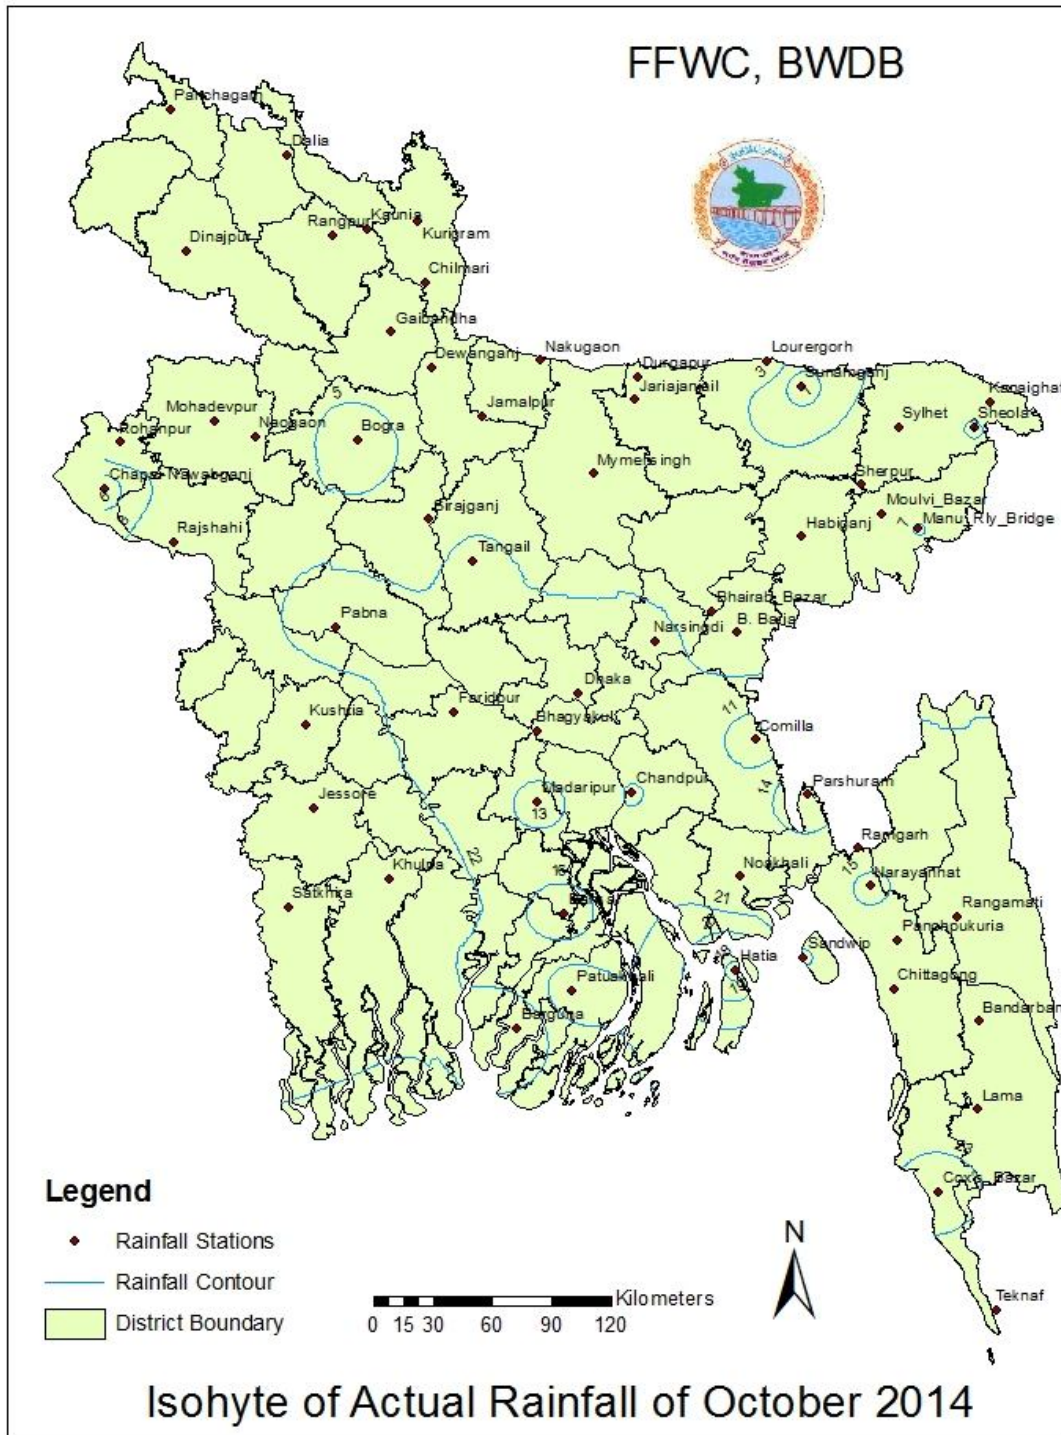 FFWC, BWDB
Panchagarh
Dalia
Rangpur
Kaunia
Kurigram
Dinajpur
Chilmari
Gaibandha
Dewanganj
Nakugaon
Durgapur
Jariajanjail
Lourergorh
3
Sunamganj
7
Kanaighat
Sylhet
Sheola
5
Mohadevpur
Naogaon
Rohanpur
Bogra
Jamalpur
Mymensingh
Chapai-Nawabganj
6
8
Rajshahi
Sirajganj
Tangail
Sherpur
Moulvi_Bazar
7
Manu_Rly_Bridge
Habiganj
Pabna
Bhairab_Bazar
B. Baria
Narsingdi
Dhaka
Faridpur
Bhagyakul
Kushtia
11
Comilla
Jessore
Madaripur
13
Chandpur
14
Parshuram
Ramgarh
15
Narayanhat
22
Khulna
Satkhira
16
Noakhali
21
Rangamati
Panchpukuria
Sandwip
Hatia
18
19
Patuakhali
Barguna
Chittagong
Bandarban
Lama
Cox's_Bazar
Teknaf
Legend
Rainfall Stations
Rainfall Contour
District Boundary
Kilometers
0 15 30 60 90 120
N
Isohyte of Actual Rainfall of October 2014